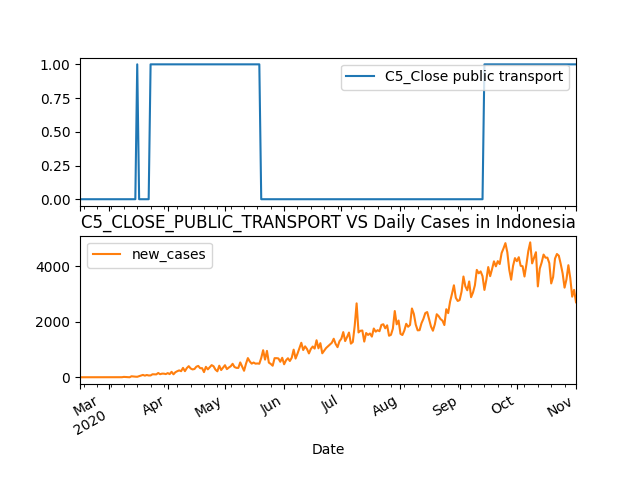 1.00
0.75
0.50
0.25
0.00
C5_Close public transport
C5_CLOSE_PUBLIC_TRANSPORT VS Daily Cases in Indonesia
4000
2000
0
new_cases
Mar
2020
Apr
May
Jun
Jul
Aug
Sep
Oct
Nov
Date